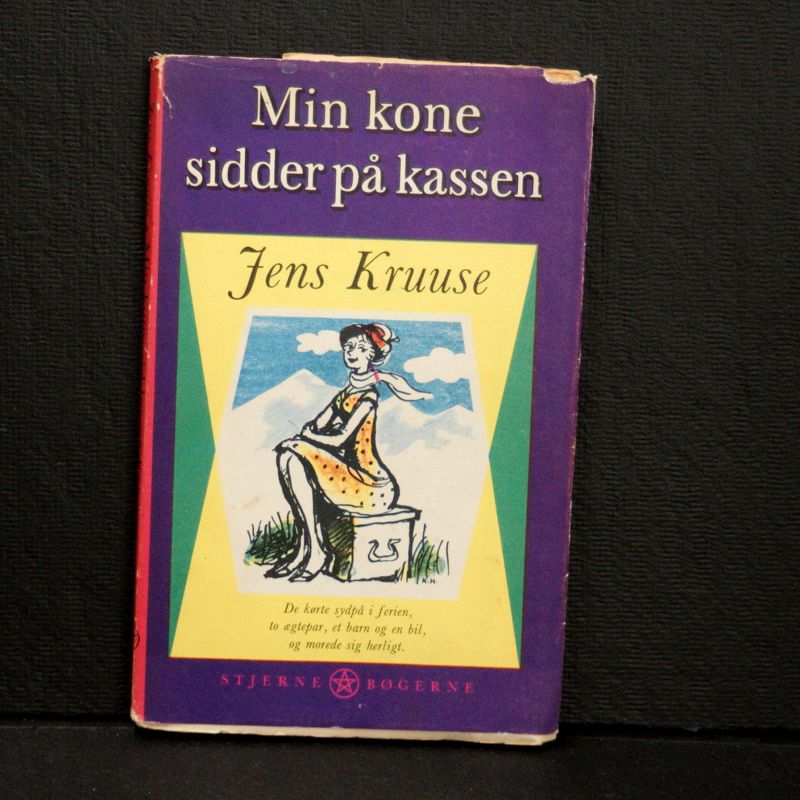 Min kone
sidder på kassen
Jens Kruuse
K.H.
De kørte sydpå i ferien,
to ægtepar, et barn og en bil,
og morede sig herligt.
STJERNE BØGERNE